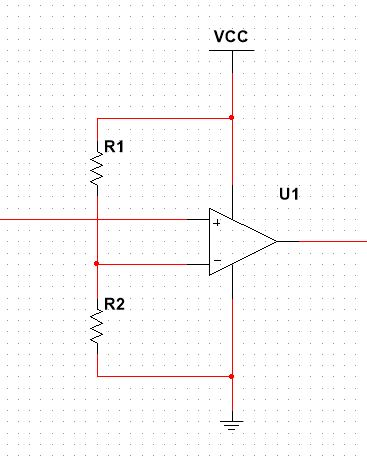 VCC
R1
U1
+
−
R2